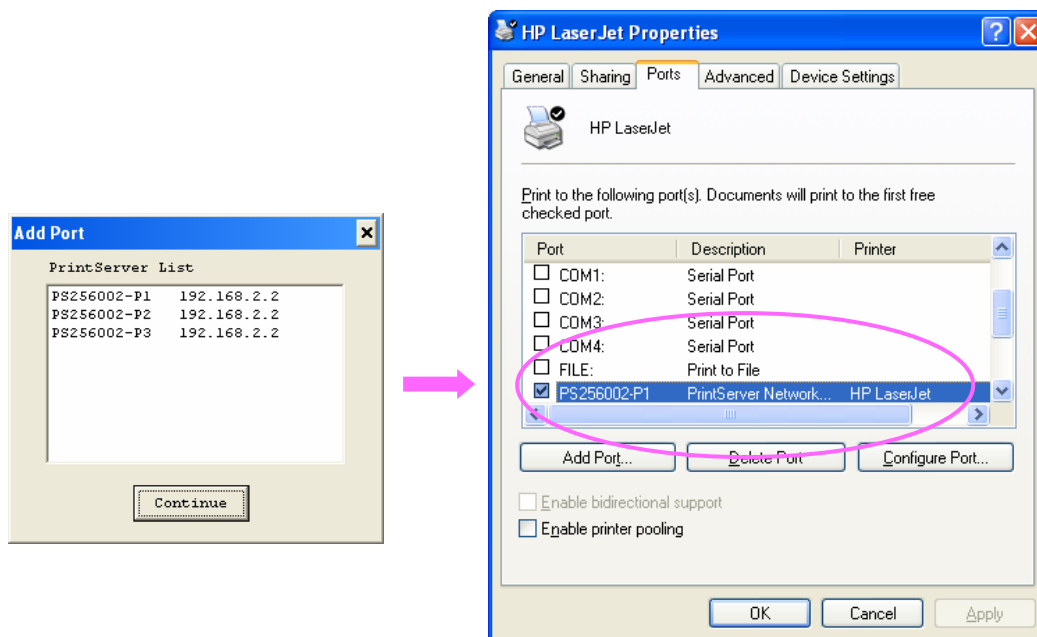 Add Port
PrintServer List
PS256002-P1 192.168.2.2
PS256002-P2 192.168.2.2
PS256002-P3 192.168.2.2
Continue
HP LaserJet Properties
General Sharing Ports Advanced Device Settings
HP LaserJet
Print to the following port(s). Documents will print to the first free
checked port.
Port Description Printer
COM1: Serial Port
COM2: Serial Port
COM3: Serial Port
COM4: Serial Port
FILE: Print to File
PS256002-P1 PrintServer Network... HP LaserJet
Add Port... Delete Port Configure Port...
Enable bidirectional support
Enable printer pooling
OK Cancel Apply